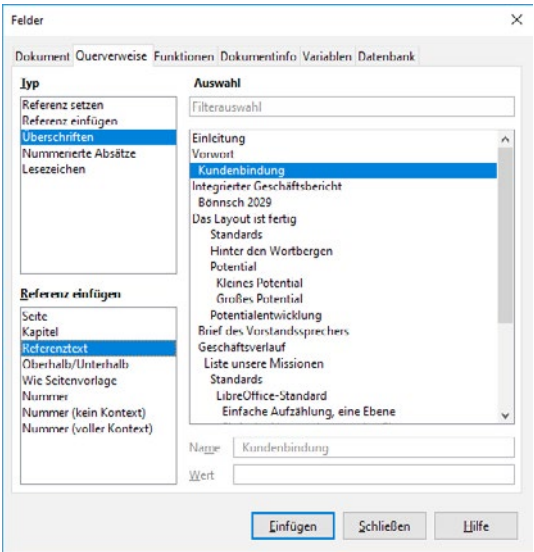 Felder
Dokument Querverweise Funktionen Dokumentinfo Variablen Datenbank
Typ
Referenz setzen
Referenz einfügen
Überschriften
Nummerierte Absätze
Lesezeichen
Referenz einfügen
Seite
Kapitel
Referenztext
Oberhalb/Unterhalb
Wie Seitenvorlage
Nummer
Nummer (kein Kontext)
Nummer (voller Kontext)
Auswahl
Filterauswahl
Einleitung
Vorwort
Kundenbindung
Integrierter Geschäftsbericht
Bönnsch 2029
Das Layout ist fertig
Standards
Hinter den Wortbergen
Potential
Kleines Potential
Großes Potential
Potentialentwicklung
Brief des Vorstandssprechers
Geschäftsverlauf
Liste unsere Missionen
Standards
LibreOffice-Standard
Einfache Aufzählung, eine Ebene
Name Kundenbindung
Wert
Einfügen Schließen Hilfe